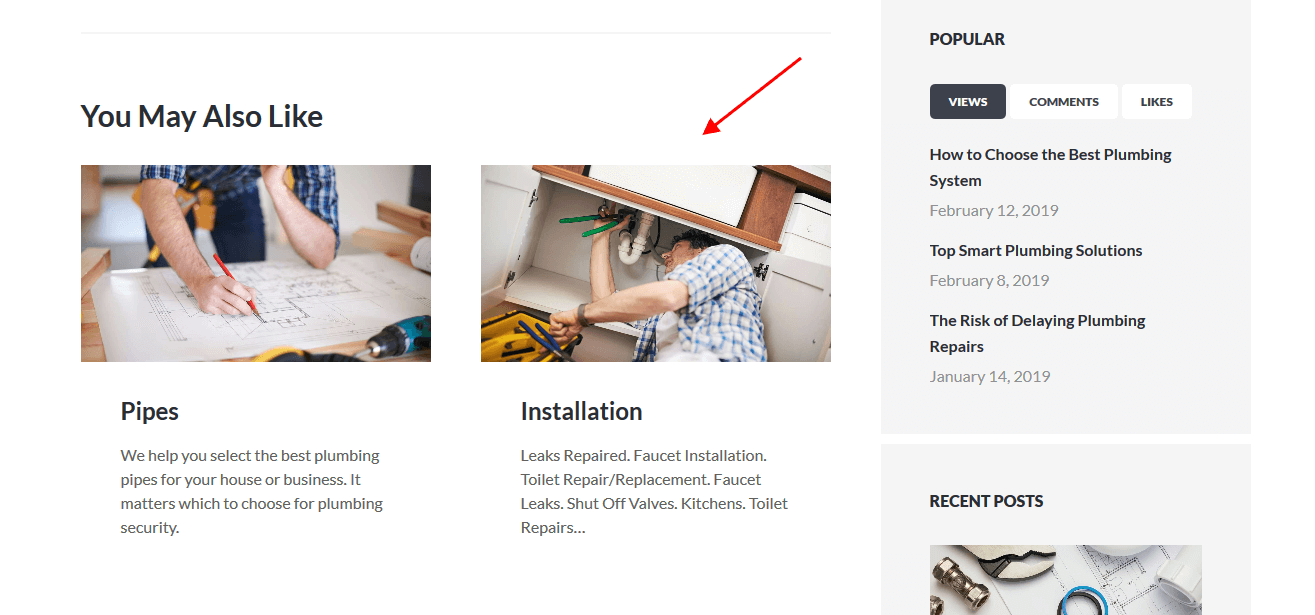 You May Also Like
Pipes
We help you select the best plumbing
pipes for your house or business. It
matters which to choose for plumbing
security.
Installation
Leaks Repaired. Faucet Installation.
Toilet Repair/Replacement. Faucet
Leaks. Shut Off Valves. Kitchens. Toilet
Repairs...
POPULAR
VIEWS
COMMENTS
LIKES
How to Choose the Best Plumbing
System
February 12, 2019
Top Smart Plumbing Solutions
February 8, 2019
The Risk of Delaying Plumbing
Repairs
January 14, 2019
RECENT POSTS